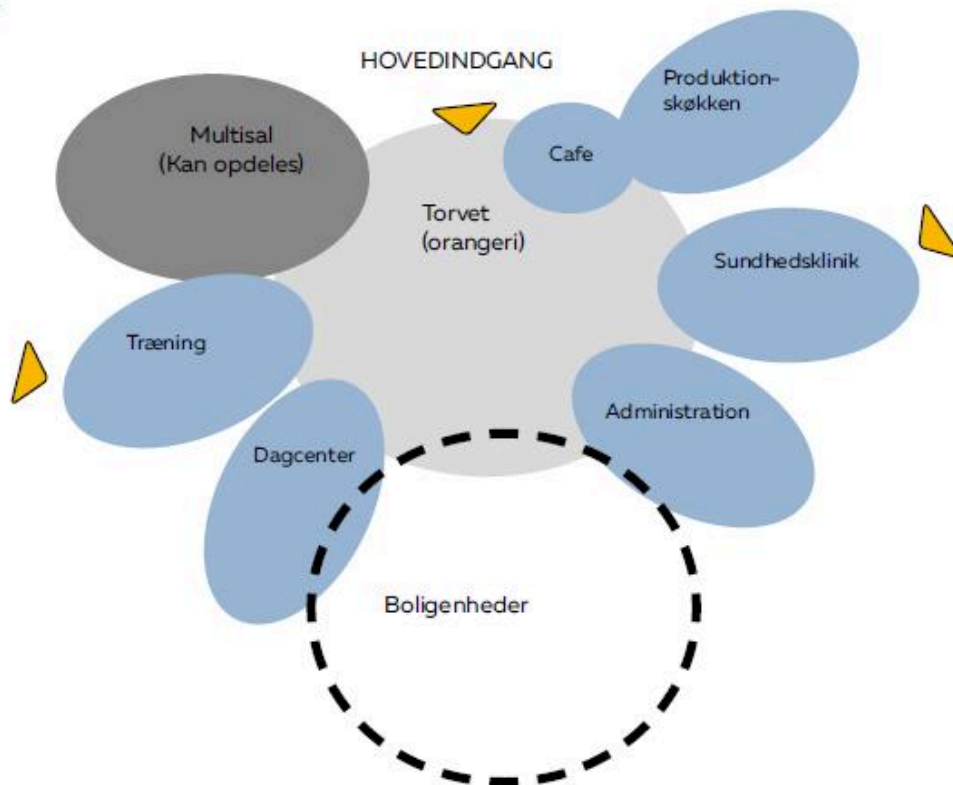 HOVEDINDGANG
Produktion-
skøkken
Multisal
(Kan opdeles)
Cafe
Torvet
(orangeri)
Sundhedsklinik
Træning
Administration
Dagcenter
Boligenheder